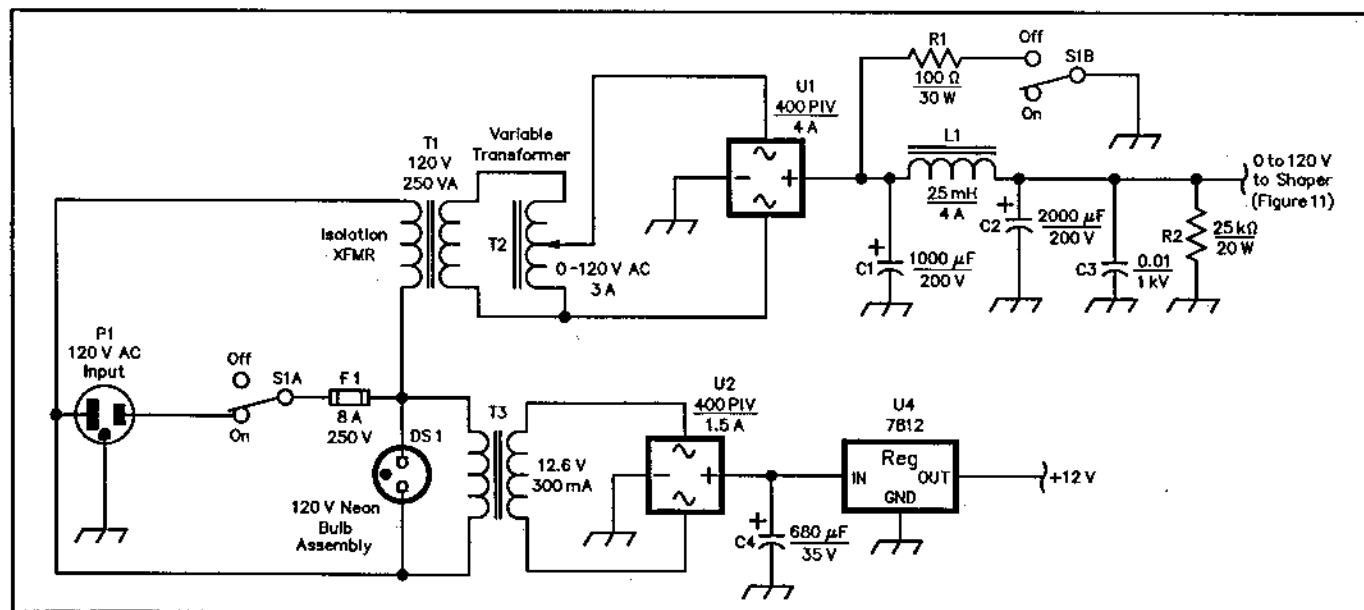 R1
100 Ω
30 W
Off
On
S1B
U1
400 PIV
4 A
Variable
Transformer
T1
120 V
250 VA
Isolation
XFMR
T2
0-120 V AC
3 A
+
-
L1
25 mH
4 A
+
C1
1000 µF
200 V
+
C2
2000 µF
200 V
C3
0.01
1 kV
R2
25 kΩ
20 W
0 to 120 V
to Shaper
(Figure 11)
P1
120 V AC
Input
Off
On
S1A
F1
8 A
250 V
DS1
120 V Neon
Bulb
Assembly
T3
12.6 V
300 mA
U2
400 PIV
1.5 A
-
+
+
C4
680 µF
35 V
U4
7812
Reg
IN
OUT
GND
+12 V